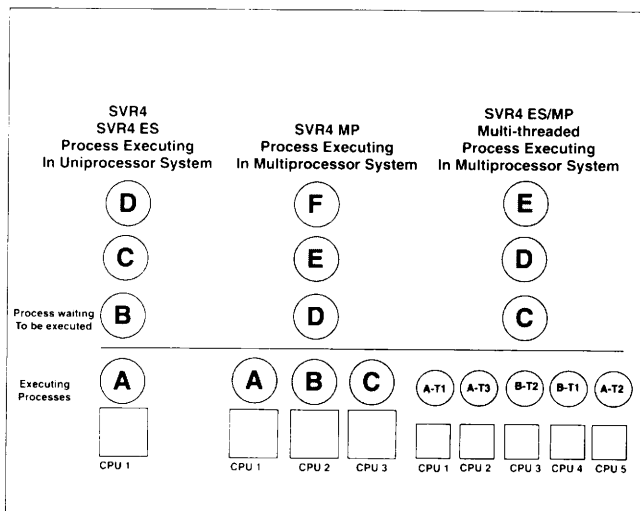 SVR4
SVR4 ES
Process Executing
In Uniprocessor System
SVR4 MP
Process Executing
In Multiprocessor System
SVR4 ES/MP
Multi-threaded
Process Executing
In Multiprocessor System
D
F
E
C
E
D
Process waiting
To be executed
B
D
C
Executing
Processes
A
A
B
C
A-T1
A-T3
B-T2
B-T1
A-T2
CPU 1
CPU 1
CPU 2
CPU 3
CPU 1
CPU 2
CPU 3
CPU 4
CPU 5